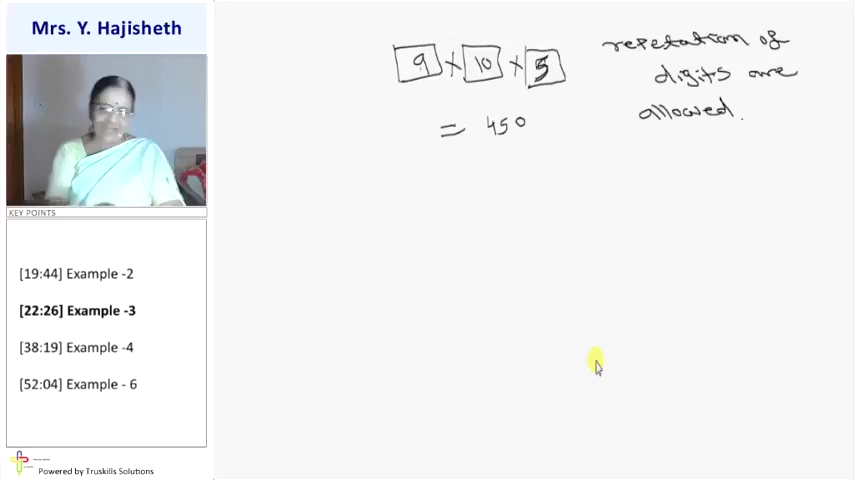 Mrs. Y. Hajisheth
9 × 10 × 5
= 450
repetation of
digits are
allowed.
KEY POINTS
[19:44] Example -2
[22:26] Example -3
[38:19] Example -4
[52:04] Example - 6
Powered by Truskills Solutions